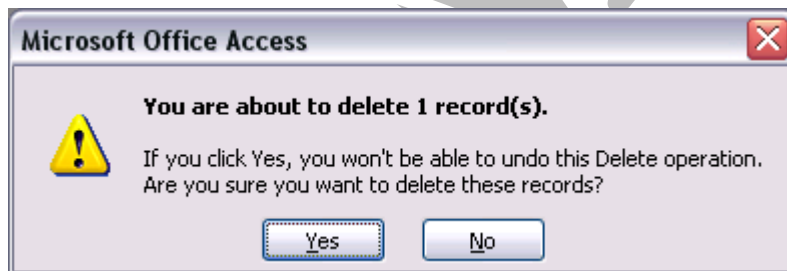 Microsoft Office Access
You are about to delete 1 record(s).
If you click Yes, you won't be able to undo this Delete operation.
Are you sure you want to delete these records?
Yes No